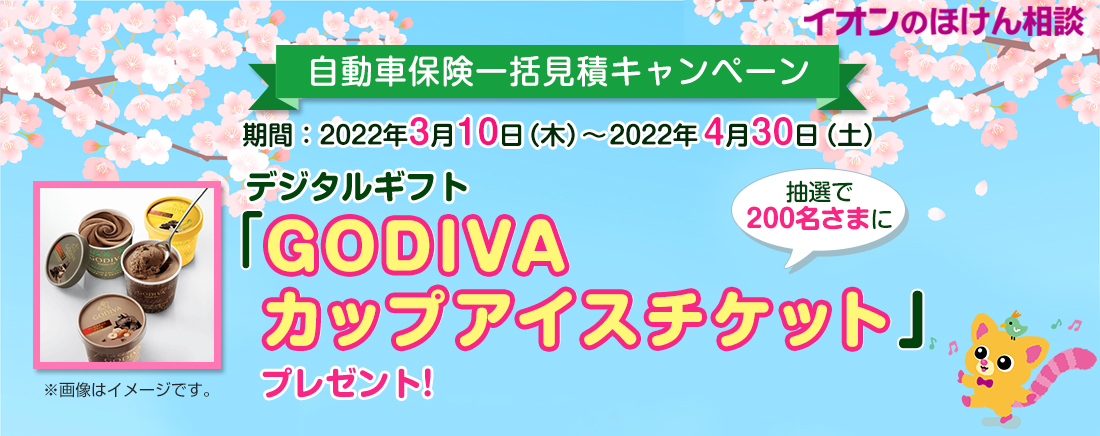 イオンのほけん相談
自動車保険一括見積キャンペーン
期間：2022年3月10日（木）～2022年4月30日（土）
デジタルギフト
抽選で
200名さまに
「GODIVA
カップアイスチケット」
プレゼント!
GODIVA
GODIVA
※画像はイメージです。